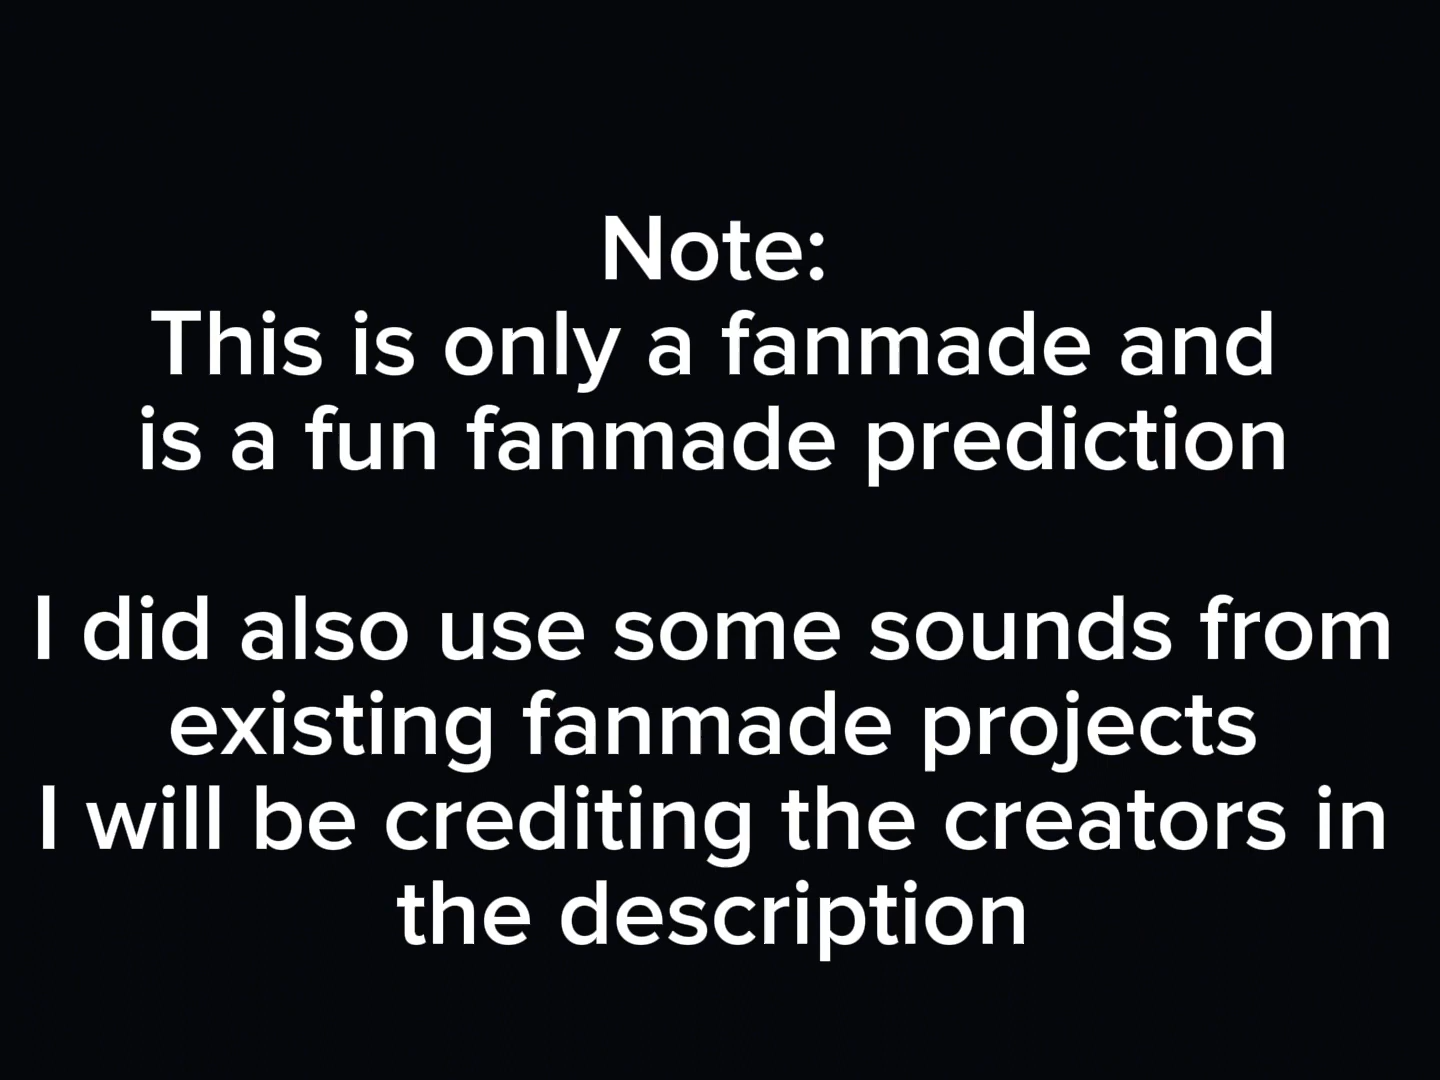 Note:
This is only a fanmade and
is a fun fanmade prediction
I did also use some sounds from
existing fanmade projects
I will be crediting the creators in
the description